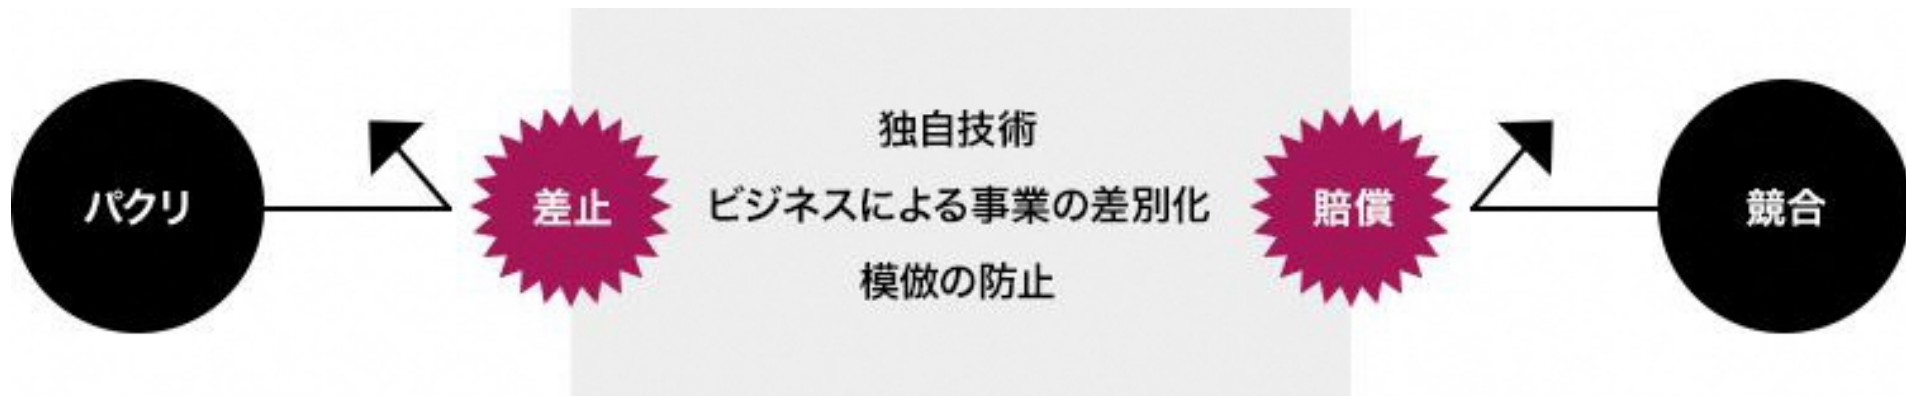 パクリ
差止
独自技術
ビジネスによる事業の差別化
模倣の防止
賠償
競合